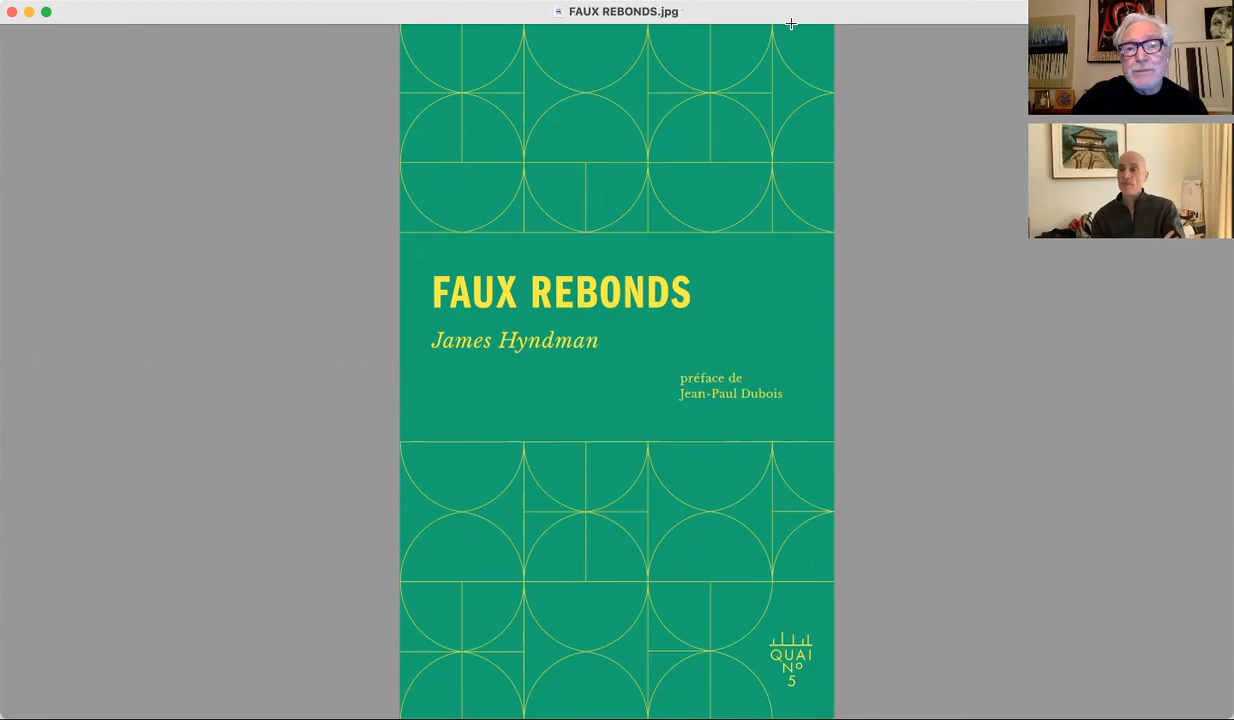 FAUX REBONDS.jpg
FAUX REBONDS
James Hyndman
préface de
Jean-Paul Dubois
QUAI
Nº
5